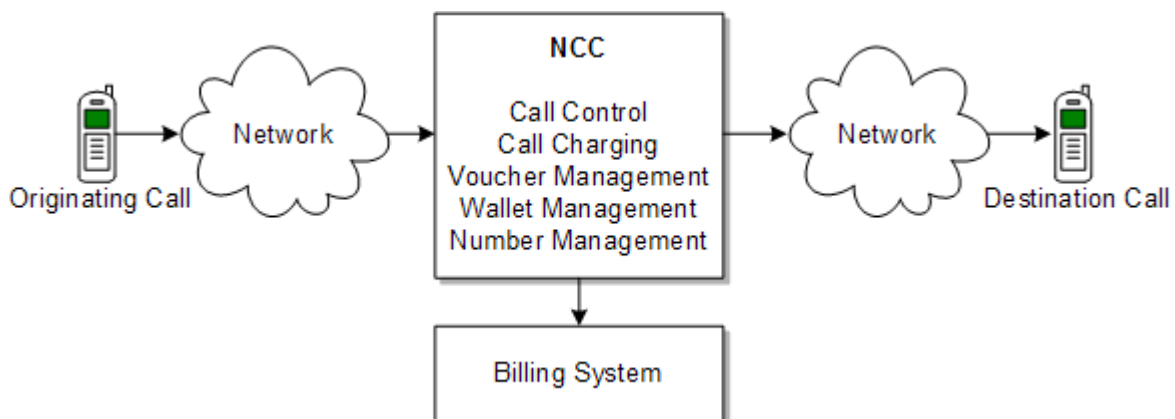 NCC
Call Control
Call Charging
Voucher Management
Wallet Management
Number Management
Network
Network
Originating Call
Destination Call
Billing System